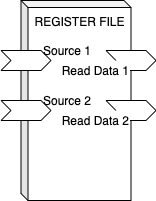 REGISTER FILE
Source 1
Read Data 1
Source 2
Read Data 2